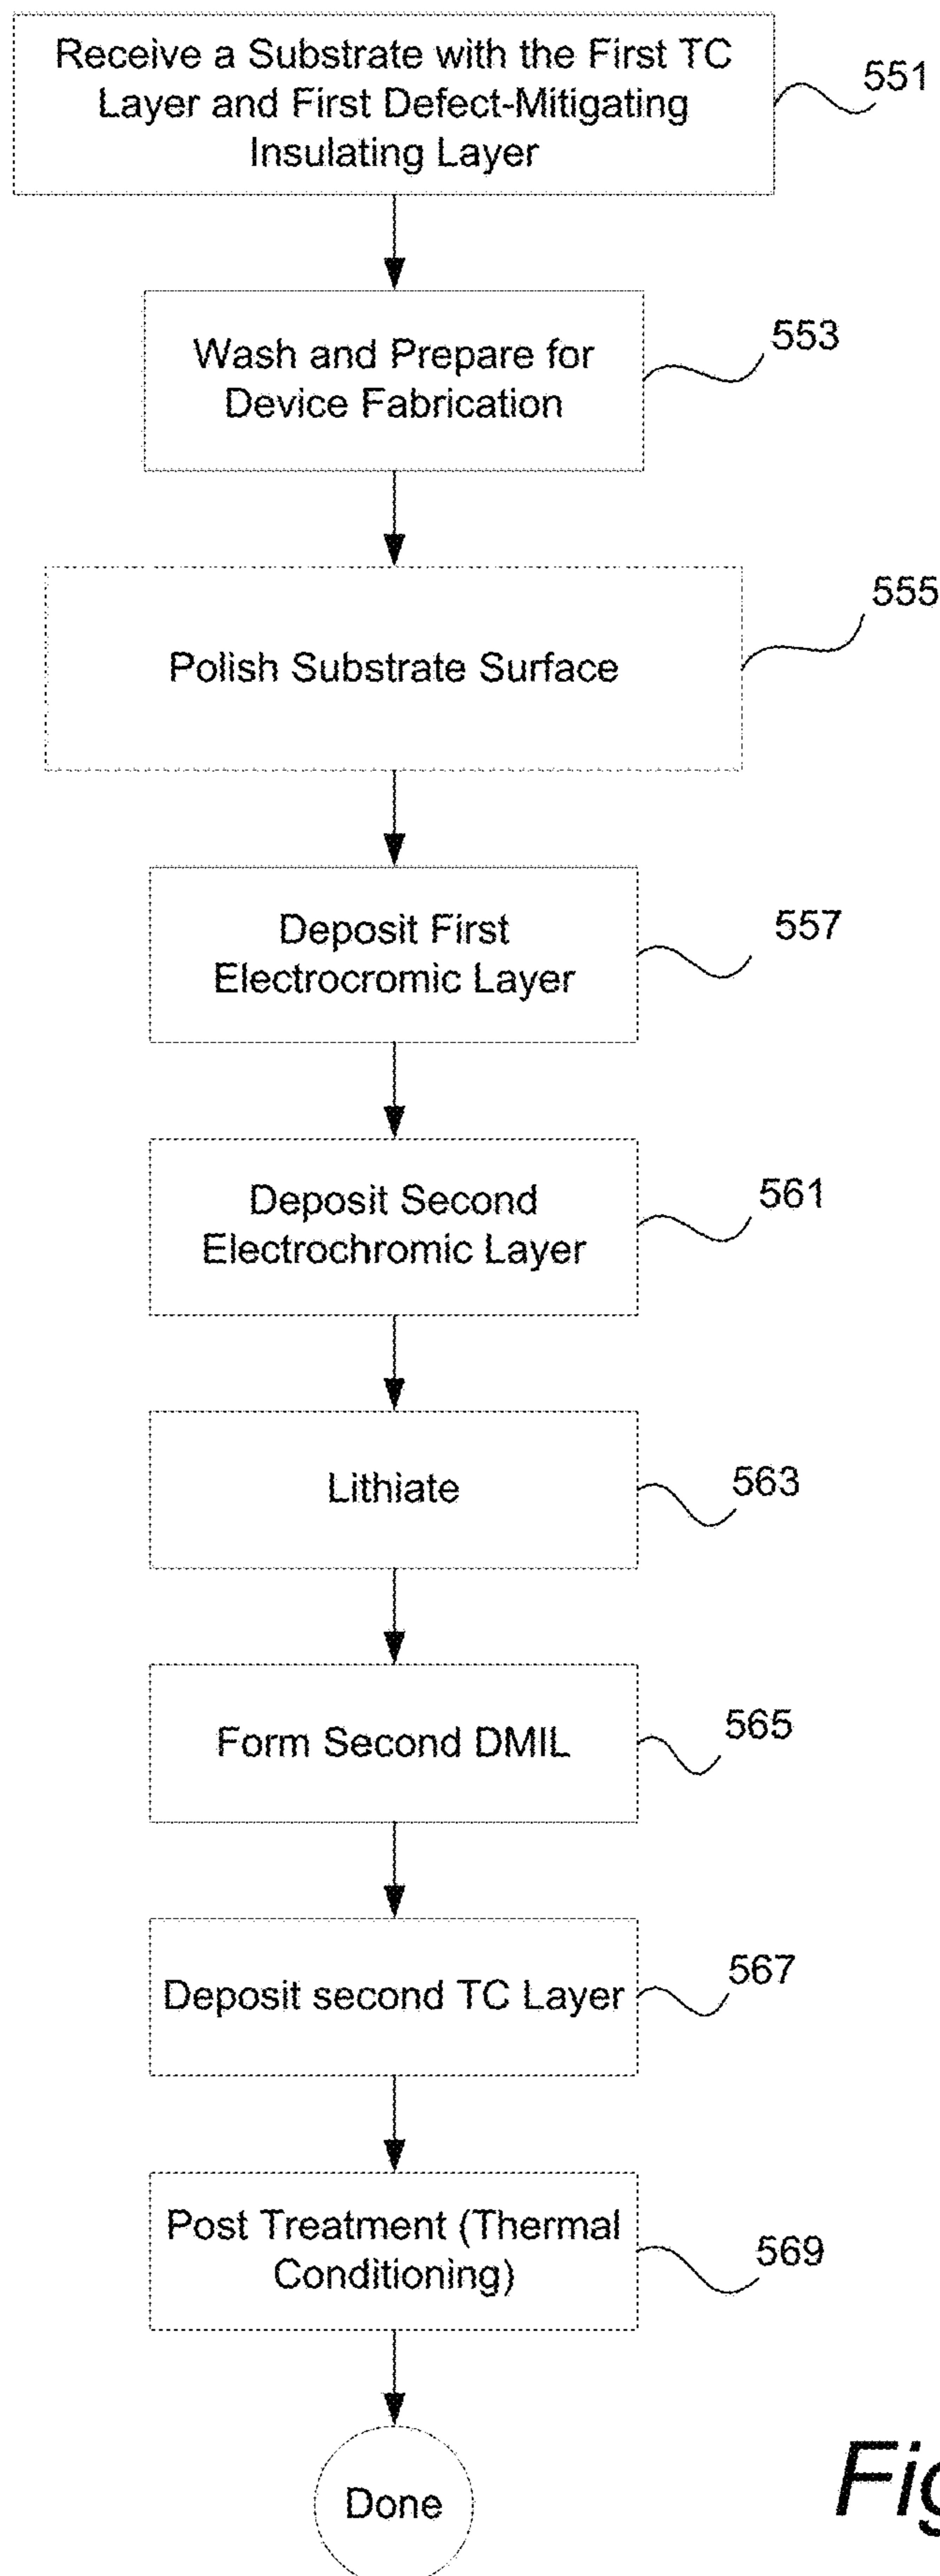 Receive a Substrate with the First TC
Layer and First Defect-Mitigating
Insulating Layer
551
Wash and Prepare for
Device Fabrication
553
Polish Substrate Surface
555
Deposit First
Electrocromic Layer
557
Deposit Second
Electrochromic Layer
561
Lithiate
563
Form Second DMIL
565
Deposit second TC Layer
567
Post Treatment (Thermal
Conditioning)
569
Done